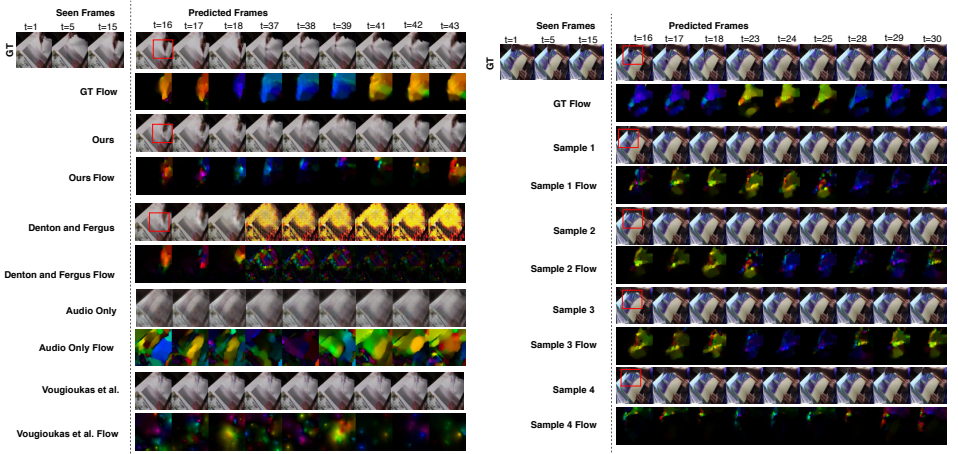 Seen Frames
Predicted Frames
t=1 t=5 t=15
t=16 t=17 t=18 t=37 t=38 t=39 t=41 t=42 t=43
GT
GT Flow
Ours
Ours Flow
Denton and Fergus
Denton and Fergus Flow
Audio Only
Audio Only Flow
Vougioukas et al.
Vougioukas et al. Flow
Seen Frames
Predicted Frames
t=1 t=5 t=15
t=16 t=17 t=18 t=23 t=24 t=25 t=28 t=29 t=30
GT
GT Flow
Sample 1
Sample 1 Flow
Sample 2
Sample 2 Flow
Sample 3
Sample 3 Flow
Sample 4
Sample 4 Flow